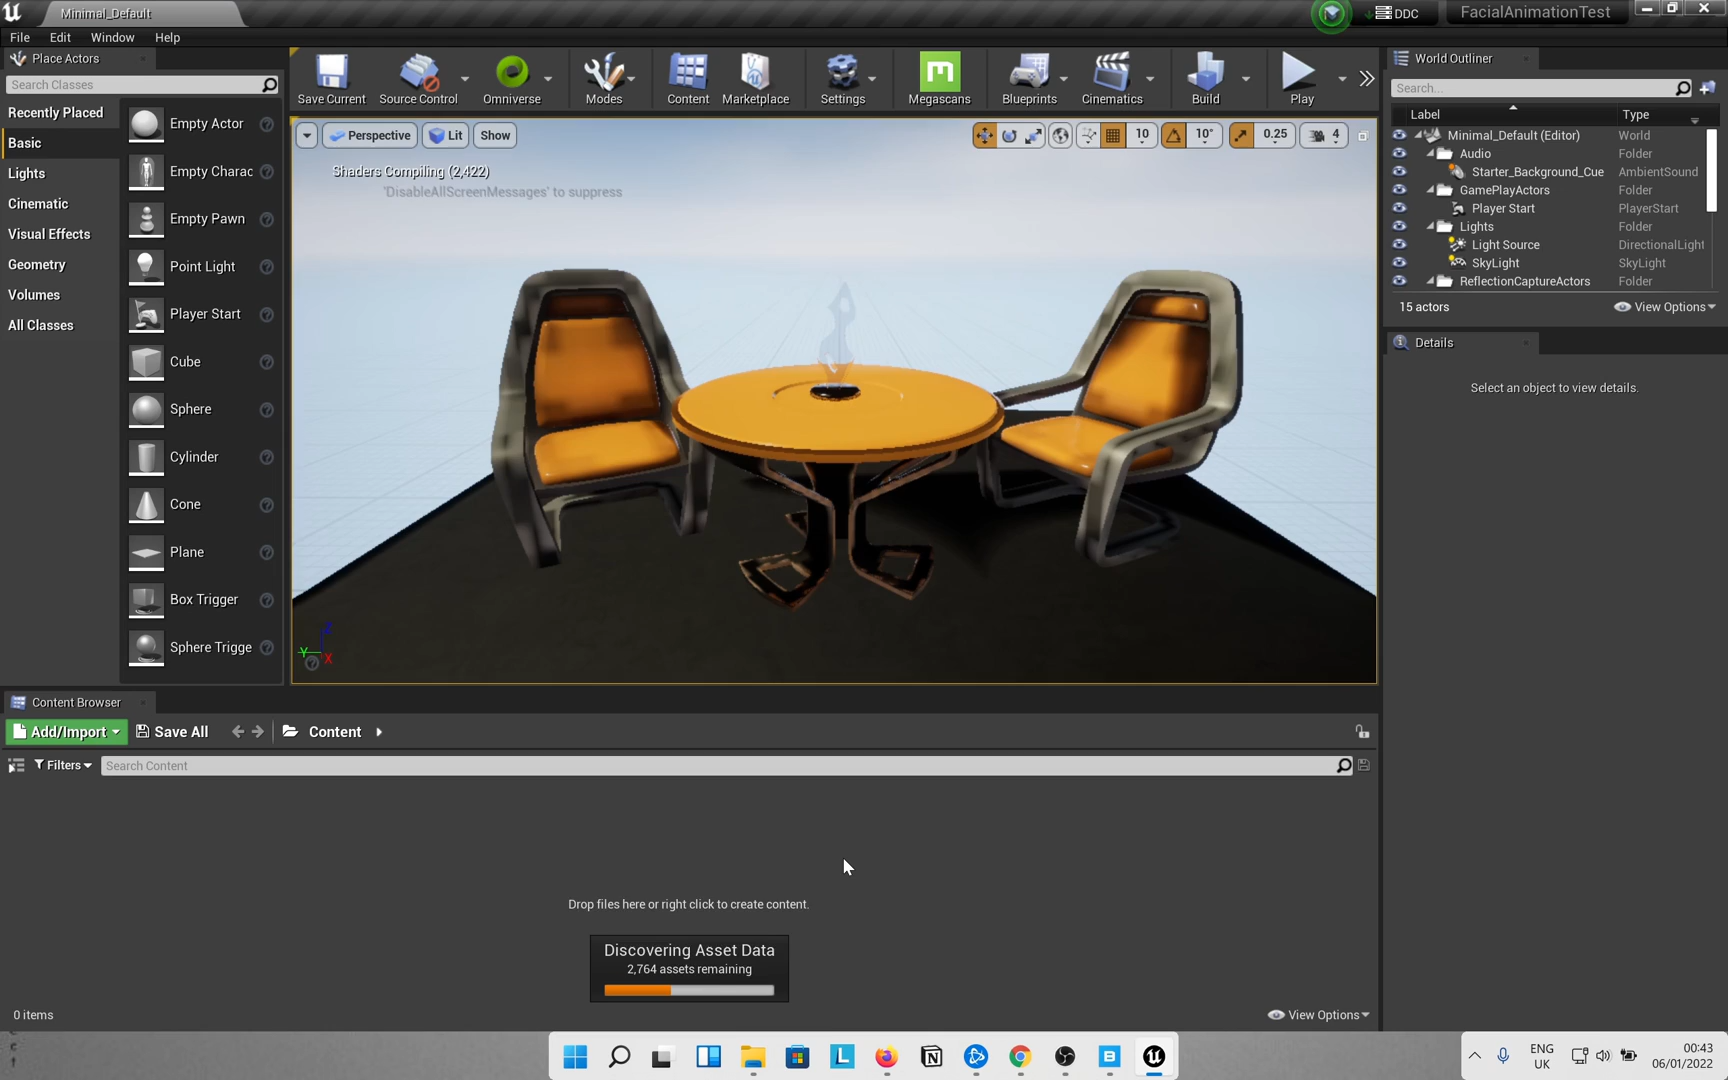 Minimal_Default
DDC
FacialAnimationTest
File Edit Window Help
Place Actors
Search Classes
Recently Placed
Basic
Lights
Cinematic
Visual Effects
Geometry
Volumes
All Classes
Empty Actor
Empty Charac
Empty Pawn
Point Light
Player Start
Cube
Sphere
Cylinder
Cone
Plane
Box Trigger
Sphere Trigge
Save Current
Source Control
Omniverse
Modes
Content
Marketplace
Settings
Megascans
Blueprints
Cinematics
Build
Play
Perspective
Lit
Show
10
10°
0.25
4
Shaders Compiling (2,422)
'DisableAllScreenMessages' to suppress
Z
Y
X
World Outliner
Search...
Label Type
Minimal_Default (Editor) World
Audio Folder
Starter_Background_Cue AmbientSound
GamePlayActors Folder
Player Start PlayerStart
Lights Folder
Light Source DirectionalLight
SkyLight SkyLight
ReflectionCaptureActors Folder
15 actors
View Options
Details
Select an object to view details.
Content Browser
Add/Import
Save All
Content
Filters
Search Content
Drop files here or right click to create content.
Discovering Asset Data
2,764 assets remaining
0 items
View Options
ENG
UK
00:43
06/01/2022